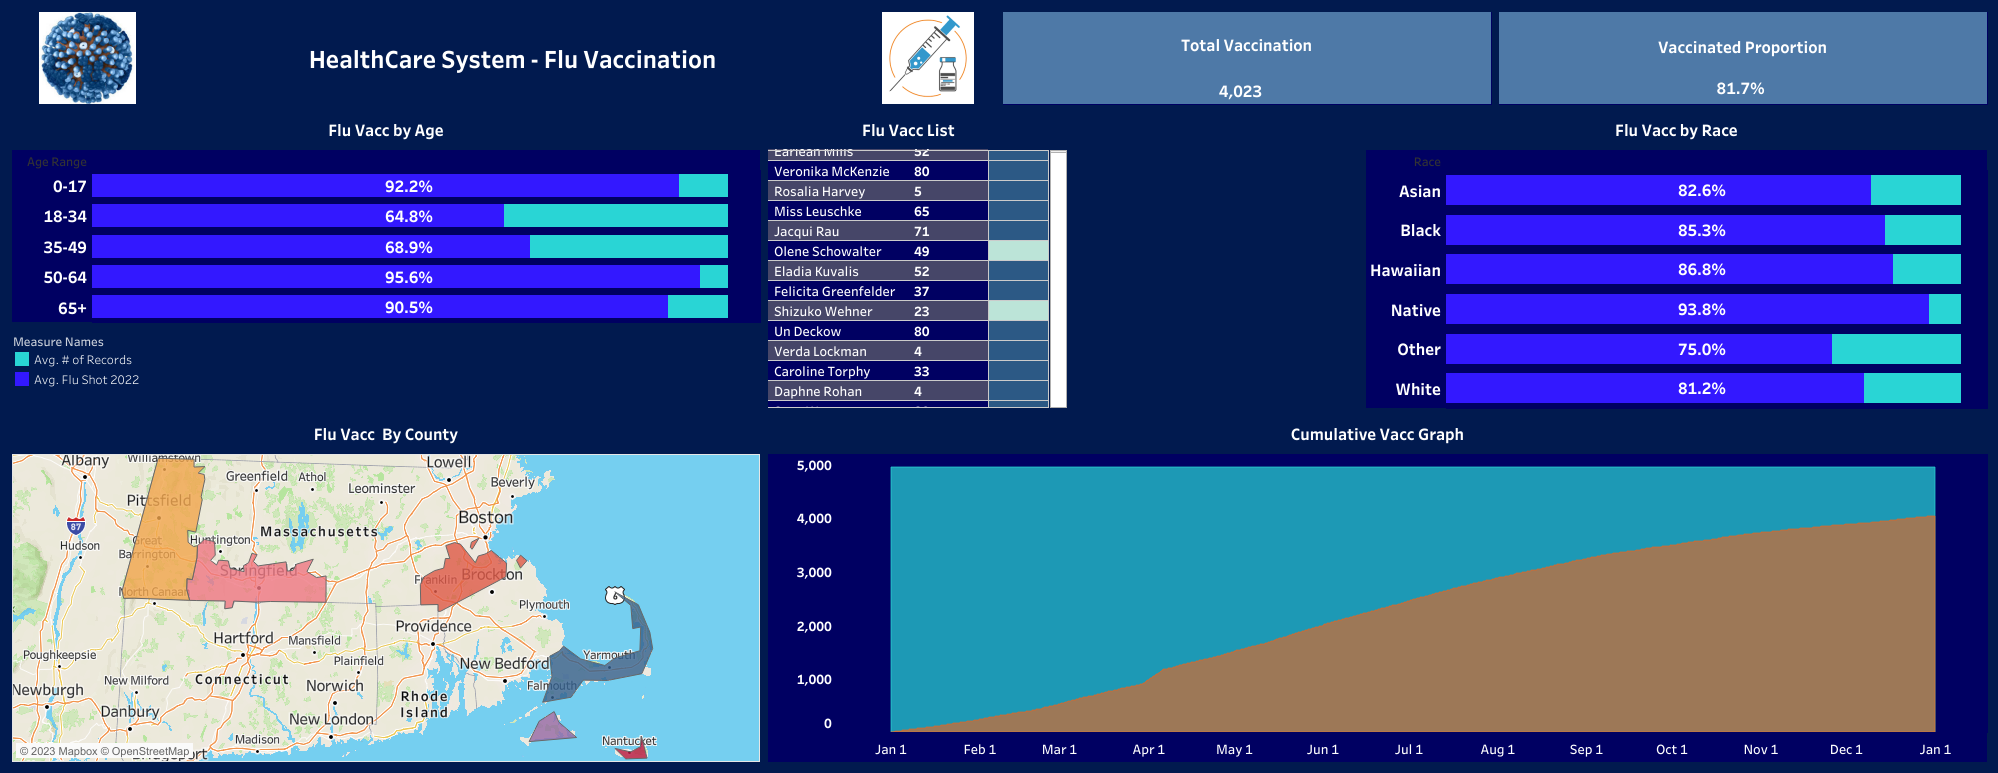 HealthCare System - Flu Vaccination
Total Vaccination
4,023
Vaccinated Proportion
81.7%
Flu Vacc by Age
Age Range
0-17 92.2%
18-34 64.8%
35-49 68.9%
50-64 95.6%
65+ 90.5%
Measure Names
Avg. # of Records
Avg. Flu Shot 2022
Flu Vacc List
Earlean Mills 52
Veronika McKenzie 80
Rosalia Harvey 5
Miss Leuschke 65
Jacqui Rau 71
Olene Schowalter 49
Eladia Kuvalis 52
Felicita Greenfelder 37
Shizuko Wehner 23
Un Deckow 80
Verda Lockman 4
Caroline Torphy 33
Daphne Rohan 4
Flu Vacc by Race
Race
Asian 82.6%
Black 85.3%
Hawaiian 86.8%
Native 93.8%
Other 75.0%
White 81.2%
Flu Vacc By County
Albany
Williamstown
Lowell
Greenfield
Athol
Beverly
Leominster
Pittsfield
Boston
87
Massachusetts
Hudson
Great
Barrington
Huntington
Springfield
Franklin
Brockton
North Canaan
6
Plymouth
Providence
Hartford
Mansfield
Poughkeepsie
Plainfield
New Bedford
Yarmouth
New Milford
Connecticut
Norwich
Falmouth
Newburgh
Rhode
Island
Danbury
New London
Madison
Nantucket
© 2023 Mapbox © OpenStreetMap
Bridgeport
Cumulative Vacc Graph
5,000
4,000
3,000
2,000
1,000
0
Jan 1 Feb 1 Mar 1 Apr 1 May 1 Jun 1 Jul 1 Aug 1 Sep 1 Oct 1 Nov 1 Dec 1 Jan 1